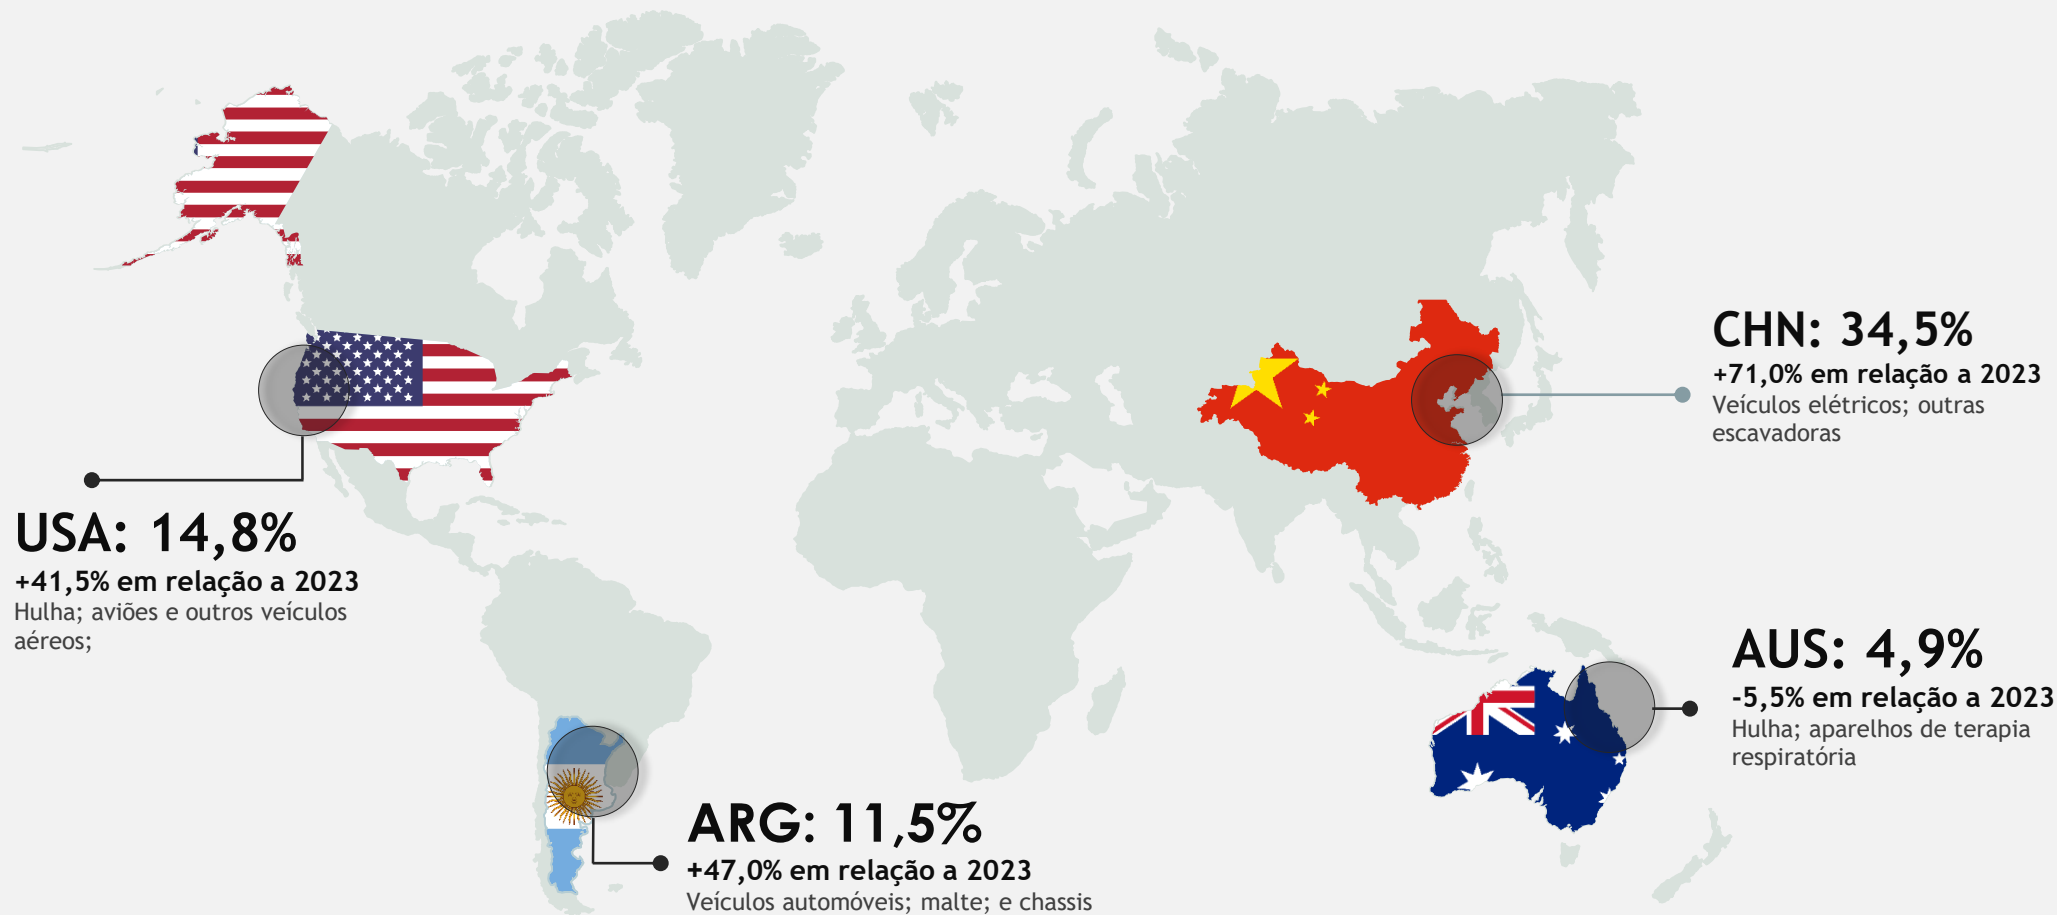 CHN: 34,5%
+71,0% em relação a 2023
Veículos elétricos; outras
escavadoras
USA: 14,8%
+41,5% em relação a 2023
Hulha; aviões e outros veículos
aéreos;
AUS: 4,9%
-5,5% em relação a 2023
Hulha; aparelhos de terapia
respiratória
ARG: 11,5%
+47,0% em relação a 2023
Veículos automóveis; malte; e chassis